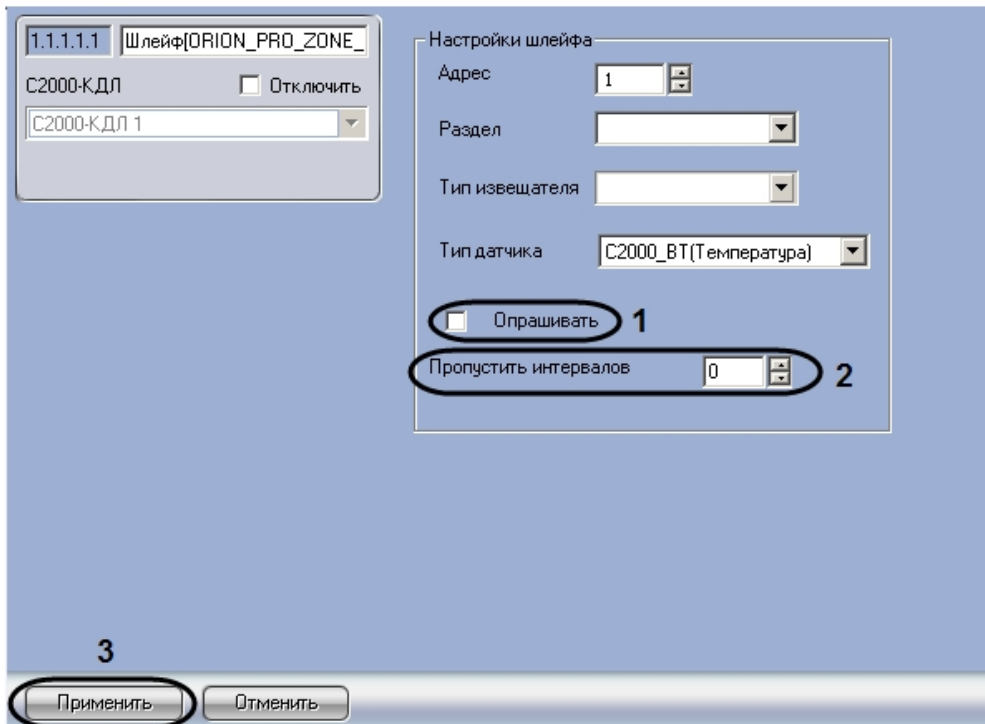 1.1.1.1.1 Шлейф[ORION_PRO_ZONE_
С2000-КДЛ Отключить
С2000-КДЛ 1
Настройки шлейфа
Адрес 1
Раздел
Тип извещателя
Тип датчика С2000_ВТ(Температура)
Опрашивать 1
Пропустить интервалов 0 2
3
Применить Отменить